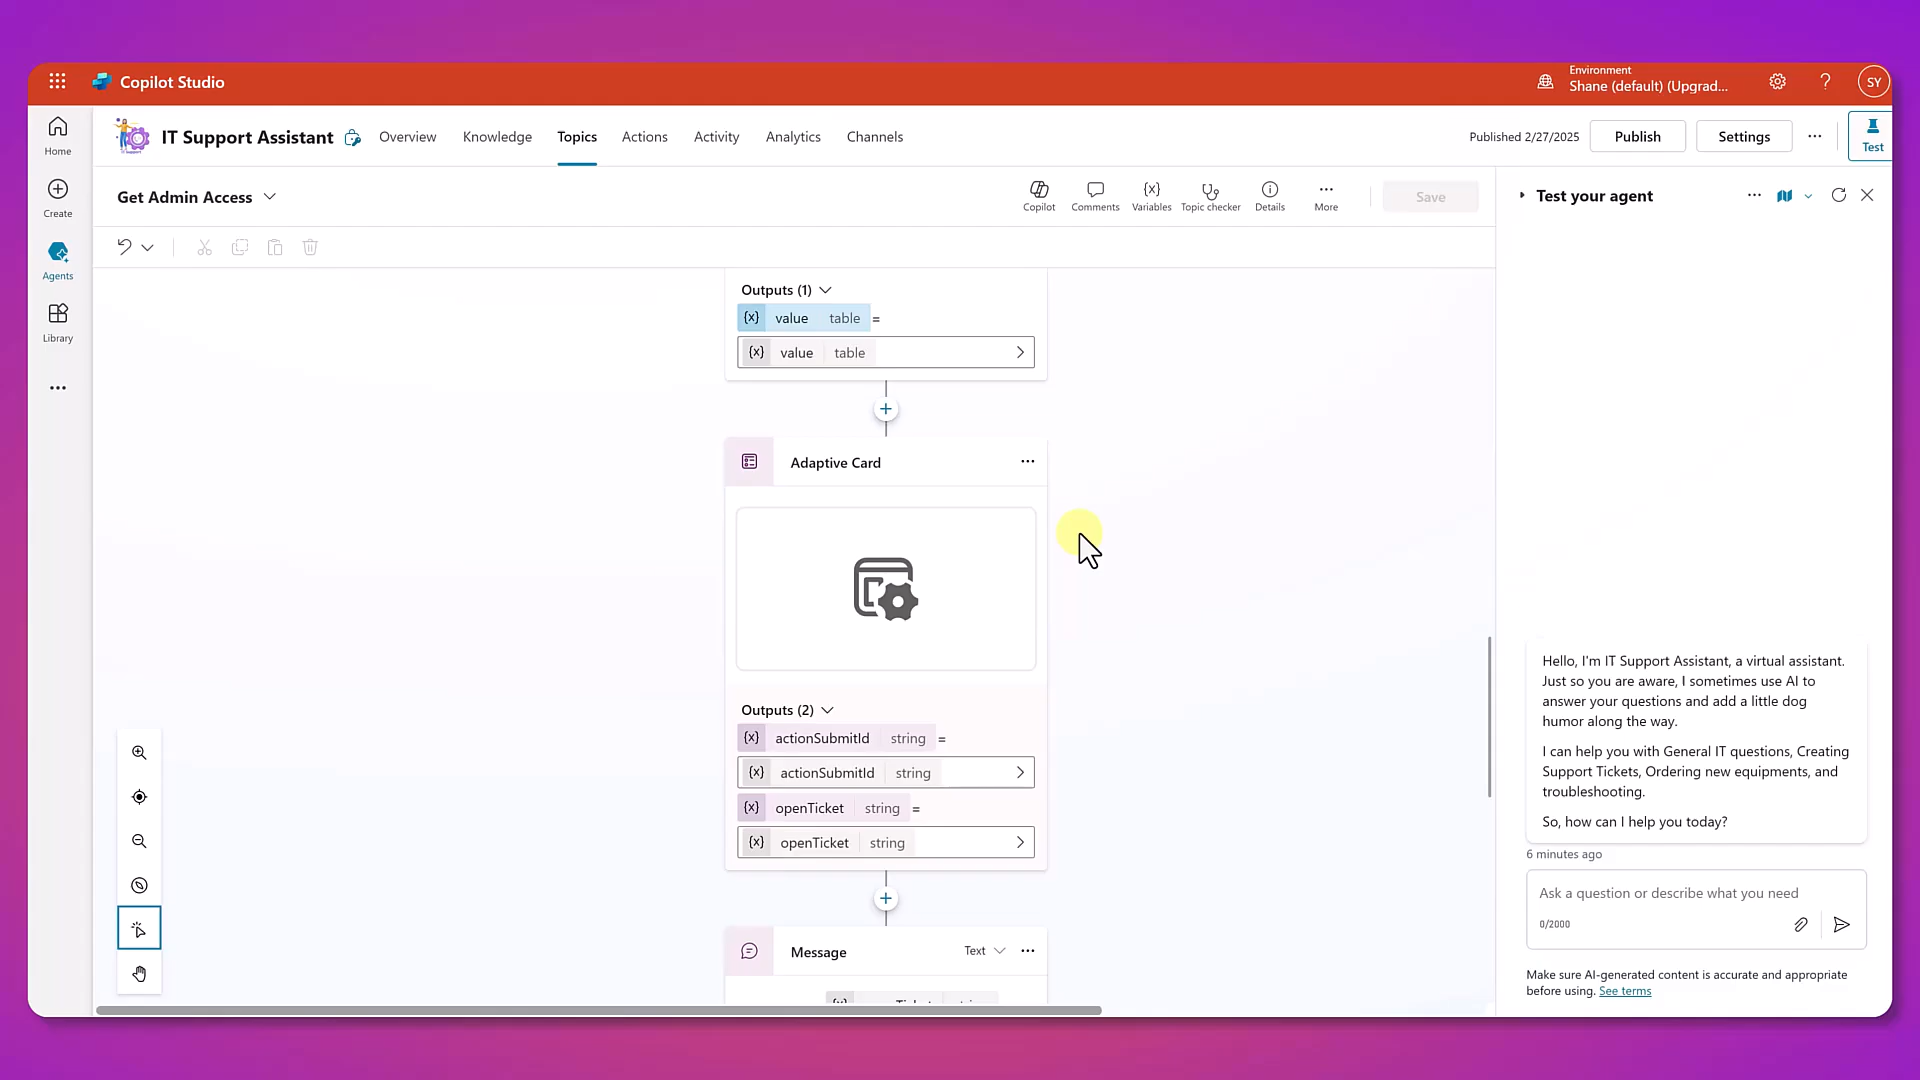 Copilot Studio
Environment
Shane (default) (Upgrad...
SY
Home
Create
Agents
Library
IT Support Assistant
Overview
Knowledge
Topics
Actions
Activity
Analytics
Channels
Published 2/27/2025
Publish
Settings
Test
Get Admin Access
Copilot
Comments
Variables
Topic checker
Details
More
Save
Outputs (1)
{x} value table =
{x} value table
Adaptive Card
Outputs (2)
{x} actionSubmitId string =
{x} actionSubmitId string
{x} openTicket string =
{x} openTicket string
Message
Text
Test your agent
Hello, I'm IT Support Assistant, a virtual assistant.
Just so you are aware, I sometimes use AI to
answer your questions and add a little dog
humor along the way.
I can help you with General IT questions, Creating
Support Tickets, Ordering new equipments, and
troubleshooting.
So, how can I help you today?
6 minutes ago
Ask a question or describe what you need
0/2000
Make sure AI-generated content is accurate and appropriate
before using. See terms